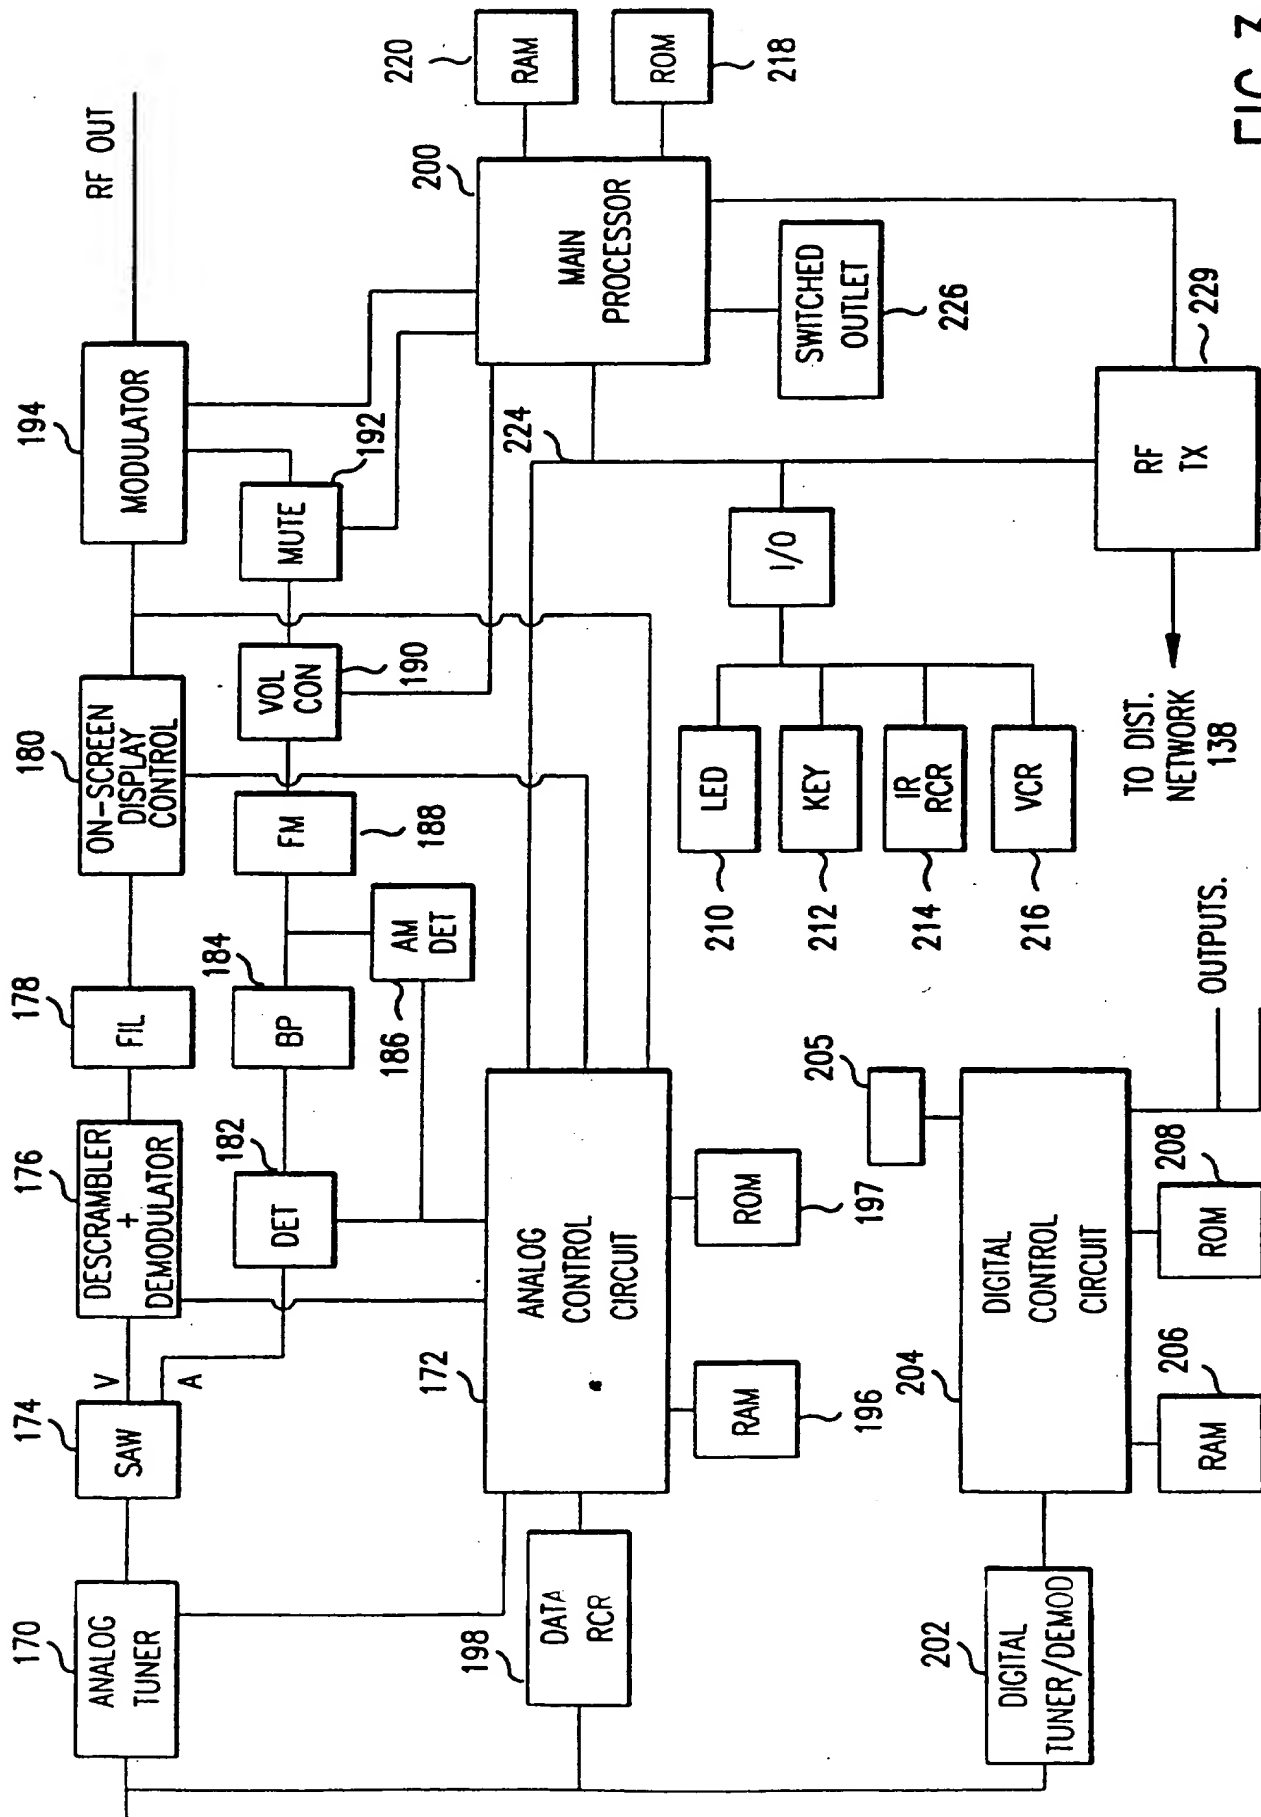 170
ANALOG
TUNER
174
SAW
V
A
176
DESCRAMBLER
+
DEMODULATOR
178
FIL
180
ON-SCREEN
DISPLAY
CONTROL
194
MODULATOR
RF OUT
182
DET
184
BP
186
AM
DET
FM
188
VOL
CON
190
MUTE
192
172
ANALOG
CONTROL
CIRCUIT
198
DATA
RCR
RAM
196
ROM
197
200
MAIN
PROCESSOR
220
RAM
ROM
218
224
SWITCHED
OUTLET
226
I/O
LED
210
KEY
212
IR
RCR
214
VCR
216
RF
TX
229
TO DIST.
NETWORK
138
202
DIGITAL
TUNER/DEMOD
204
DIGITAL
CONTROL
CIRCUIT
205
206
RAM
208
ROM
OUTPUTS.
FIG. 3